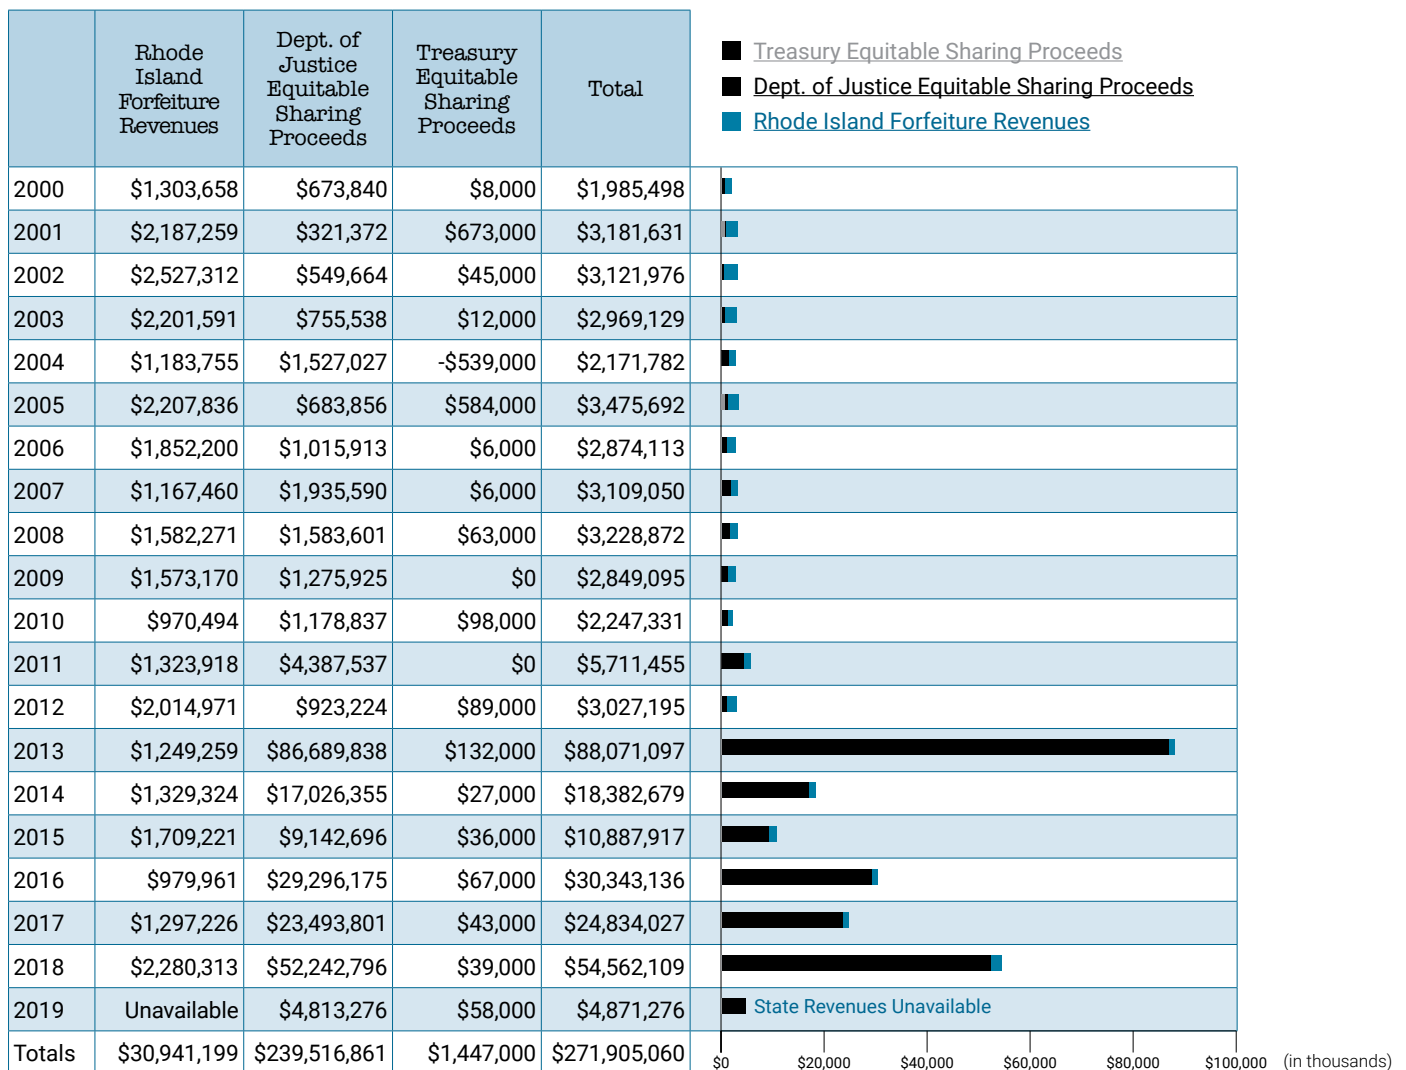 Rhode
Island
Forfeiture
Revenues
Dept. of
Justice
Equitable
Sharing
Proceeds
Treasury
Equitable
Sharing
Proceeds
Total
Treasury Equitable Sharing Proceeds
Dept. of Justice Equitable Sharing Proceeds
Rhode Island Forfeiture Revenues
2000 $1,303,658 $673,840 $8,000 $1,985,498
2001 $2,187,259 $321,372 $673,000 $3,181,631
2002 $2,527,312 $549,664 $45,000 $3,121,976
2003 $2,201,591 $755,538 $12,000 $2,969,129
2004 $1,183,755 $1,527,027 -$539,000 $2,171,782
2005 $2,207,836 $683,856 $584,000 $3,475,692
2006 $1,852,200 $1,015,913 $6,000 $2,874,113
2007 $1,167,460 $1,935,590 $6,000 $3,109,050
2008 $1,582,271 $1,583,601 $63,000 $3,228,872
2009 $1,573,170 $1,275,925 $0 $2,849,095
2010 $970,494 $1,178,837 $98,000 $2,247,331
2011 $1,323,918 $4,387,537 $0 $5,711,455
2012 $2,014,971 $923,224 $89,000 $3,027,195
2013 $1,249,259 $86,689,838 $132,000 $88,071,097
2014 $1,329,324 $17,026,355 $27,000 $18,382,679
2015 $1,709,221 $9,142,696 $36,000 $10,887,917
2016 $979,961 $29,296,175 $67,000 $30,343,136
2017 $1,297,226 $23,493,801 $43,000 $24,834,027
2018 $2,280,313 $52,242,796 $39,000 $54,562,109
2019 Unavailable $4,813,276 $58,000 $4,871,276 State Revenues Unavailable
Totals $30,941,199 $239,516,861 $1,447,000 $271,905,060
$0 $20,000 $40,000 $60,000 $80,000 $100,000 (in thousands)